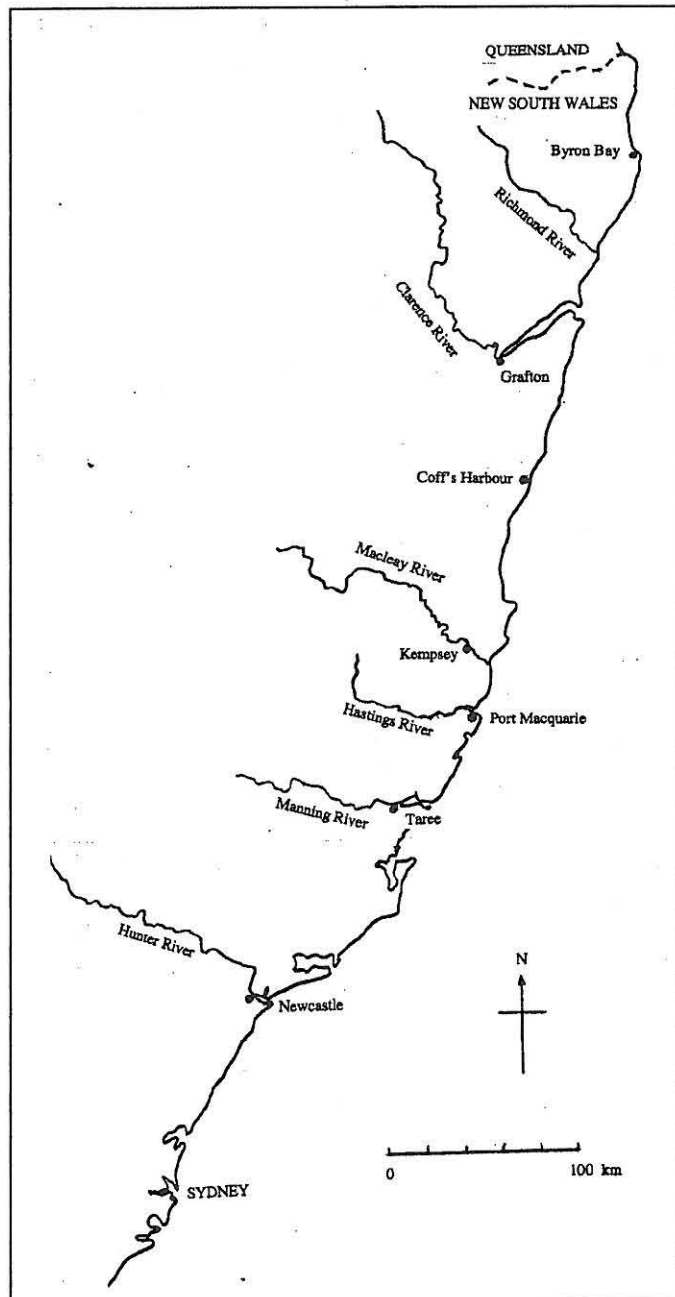 QUEENSLAND
NEW SOUTH WALES
Byron Bay
Richmond River
Clarence River
Grafton
Coff's Harbour
Macleay River
Kempsey
Hastings River
Port Macquarie
Manning River
Taree
Hunter River
Newcastle
N
0 100 km
SYDNEY